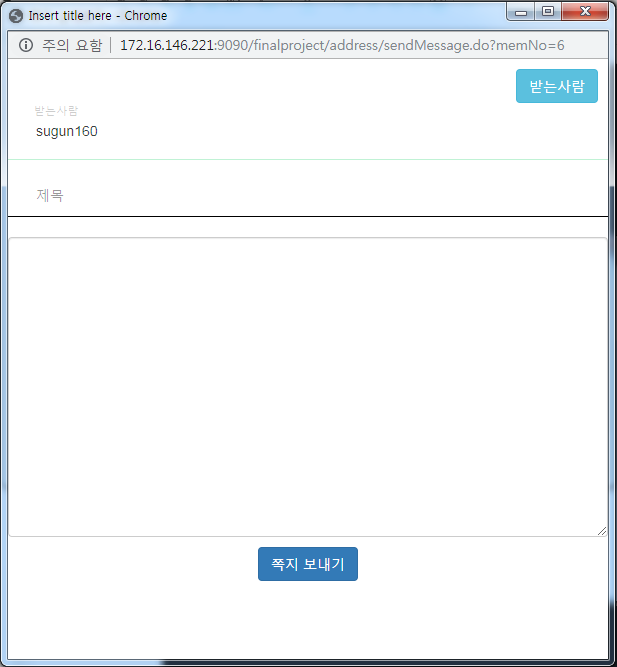 Insert title here - Chrome
주의 요함 | 172.16.146.221:9090/finalproject/address/sendMessage.do?memNo=6
받는사람
받는사람
sugun160
제목
쪽지 보내기